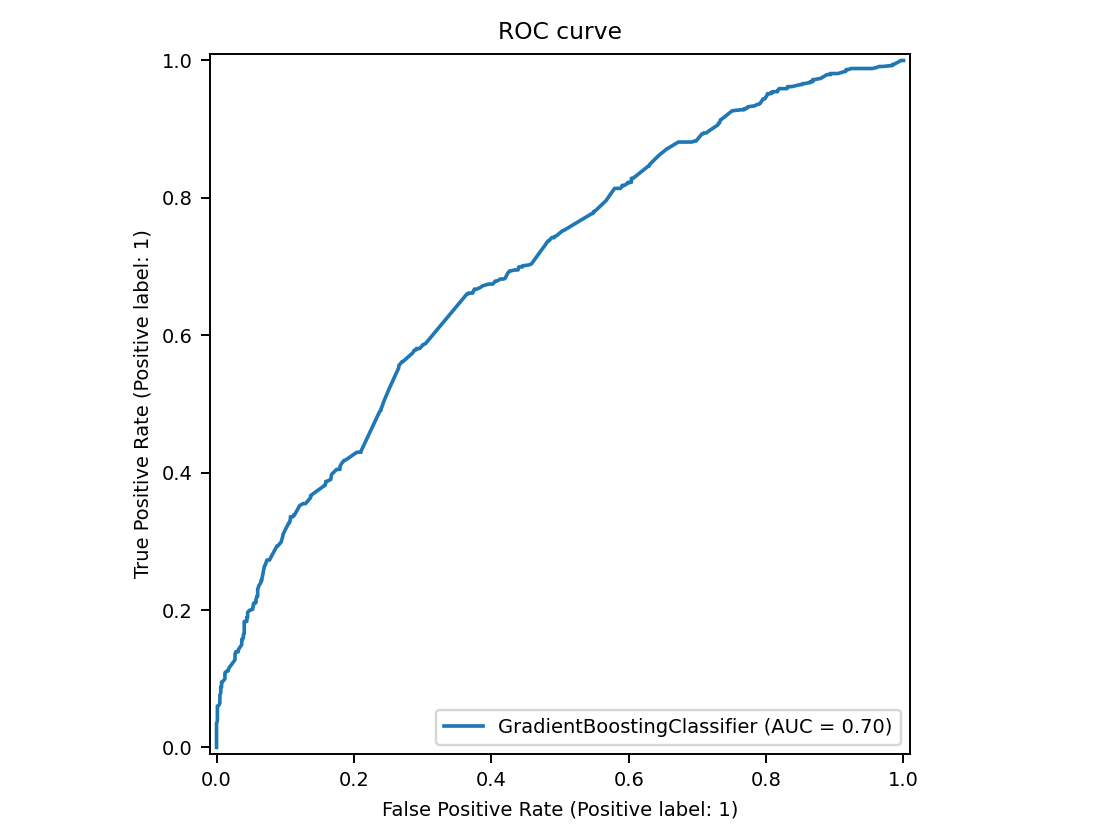 ROC curve
1.0
0.8
0.6
0.4
0.2
0.0
True Positive Rate (Positive label: 1)
GradientBoostingClassifier (AUC = 0.70)
0.0 0.2 0.4 0.6 0.8 1.0
False Positive Rate (Positive label: 1)